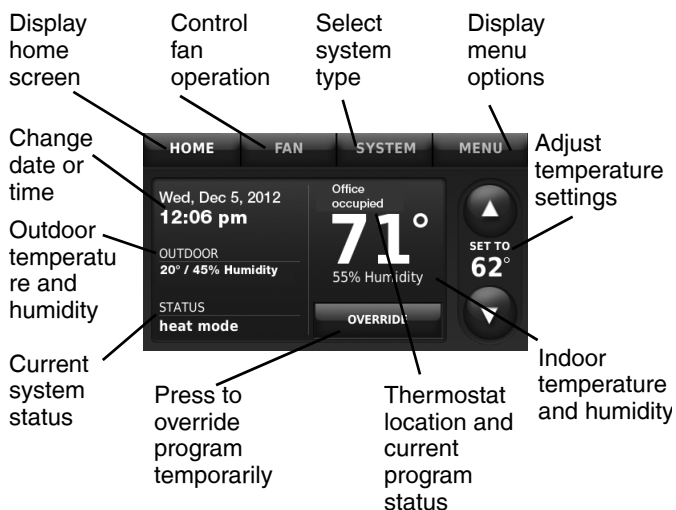 Display
home
screen
Control
fan
operation
Select
system
type
Display
menu
options
Change
date or
time
Outdoor
temperatu
re and
humidity
Current
system
status
HOME
FAN
SYSTEM
MENU
Wed, Dec 5, 2012
12:06 pm
OUTDOOR
20° / 45% Humidity
STATUS
heat mode
Office
occupied
71°
55% Humidity
OVERRIDE
SET TO
62°
Adjust
temperature
settings
Press to
override
program
temporarily
Thermostat
location and
current
program
status
Indoor
temperature
and humidity